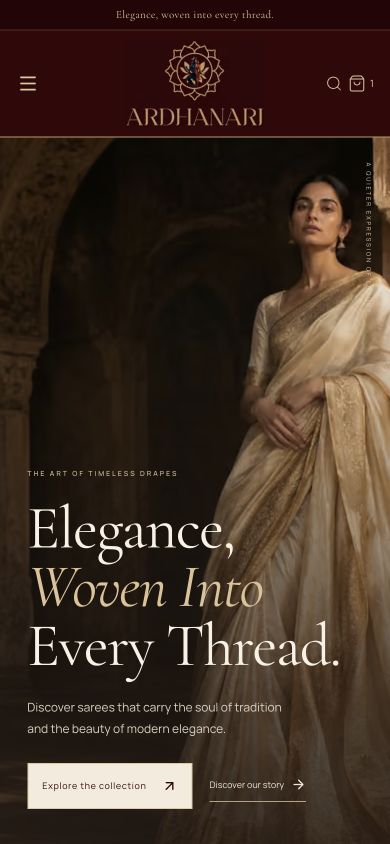 Elegance, woven into every thread.
1
ARDHANARI
A QUIETER EXPRESSION
THE ART OF TIMELESS DRAPES
Elegance,
Woven Into
Every Thread.
Discover sarees that carry the soul of tradition
and the beauty of modern elegance.
Explore the collection
Discover our story